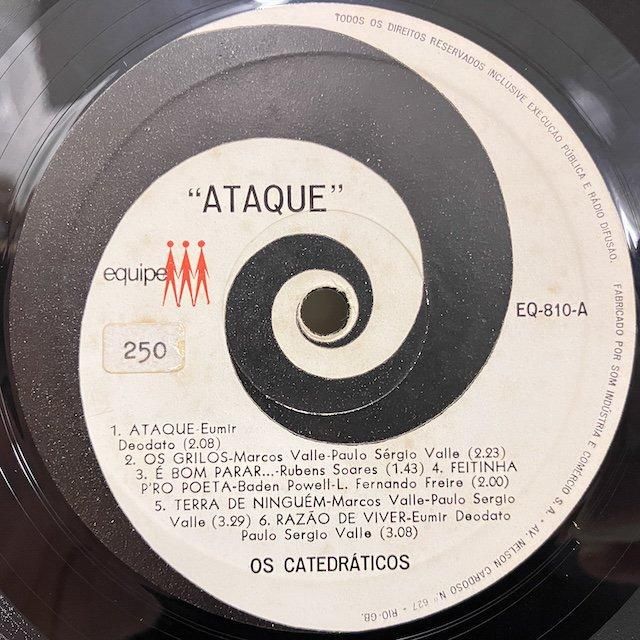 TODOS OS DIREITOS RESERVADOS INCLUSIVE EXECUÇÃO PÚBLICA E RÁDIO DIFUSÃO.
"ATAQUE"
equipe
EQ-810-A
250
1. ATAQUE-Eumir
Deodato (2.08)
2. OS GRILOS-Marcos Valle-Paulo Sérgio Valle (2.23)
3. É BOM PARAR...-Rubens Soares (1.43) 4. FEITINHA
P'RO POETA-Baden Powell-L. Fernando Freire (2.00)
5. TERRA DE NINGUÉM-Marcos Valle-Paulo Sergio
Valle (3.29) 6. RAZÃO DE VIVER-Eumir Deodato
Paulo Sergio Valle (3.08)
OS CATEDRÁTICOS
FABRICADO POR SOM INDÚSTRIA E COMERCIO S.A. - AV. NELSON CARDOSO N.º 627 - RIO-GB.